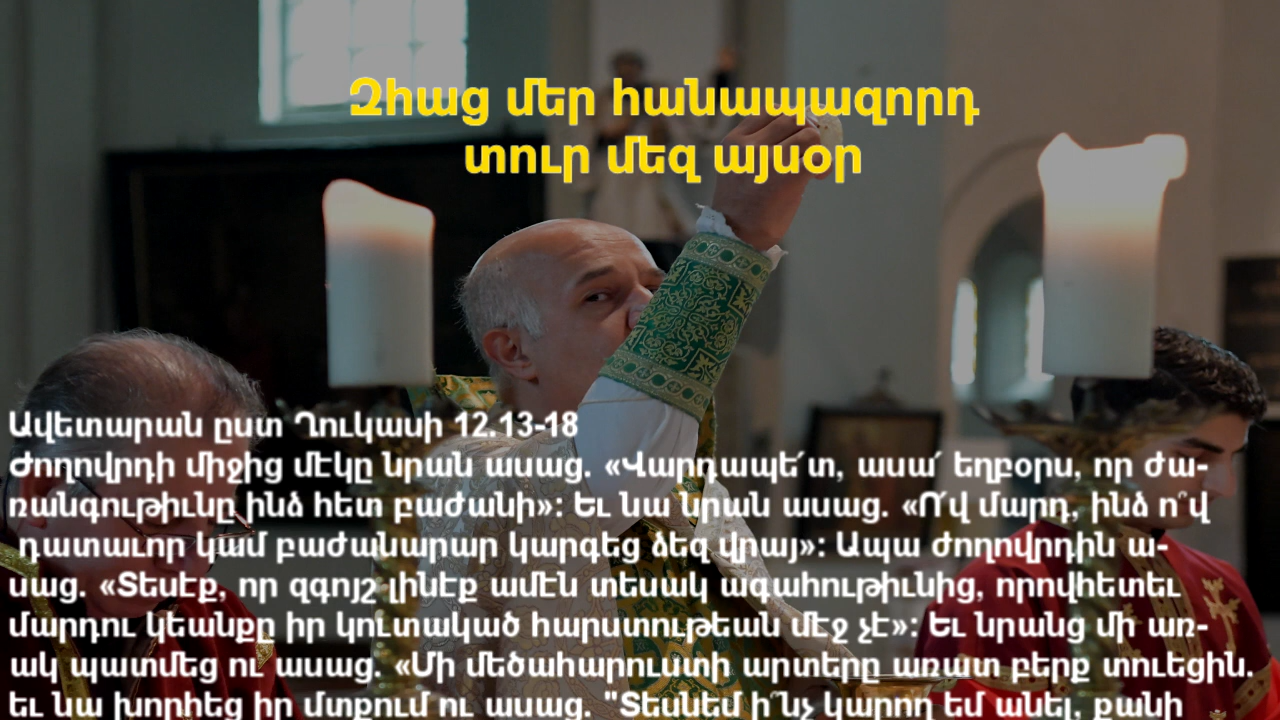 Զհաց մեր հանապազորդ
տուր մեզ այսօր
Ավետարան ըստ Ղուկասի 12.13-18
Ժողովրդի միջից մէկը նրան ասաց. «Վարդապե՛տ, ասա՛ եղբօրս, որ ժա-
ռանգութիւնը ինձ հետ բաժանի»: Եւ նա նրան ասաց. «Ո՜վ մարդ, ինձ ո՞վ
դատաւոր կամ բաժանարար կարգեց ձեզ վրայ»: Ապա ժողովրդին ա-
սաց. «Տեսէք, որ զգոյշ լինէք ամէն տեսակ ագահութիւնից, որովհետեւ
մարդու կեանքը իր կուտակած հարստութեան մէջ չէ»: Եւ նրանց մի առ-
ակ պատմեց ու ասաց. «Մի մեծահարուստի արտերը առատ բերք տուեցին.
եւ նա խորհեց իր մտքում ու ասաց. "Տեսնեմ ի՞նչ կարող եմ անել, քանի